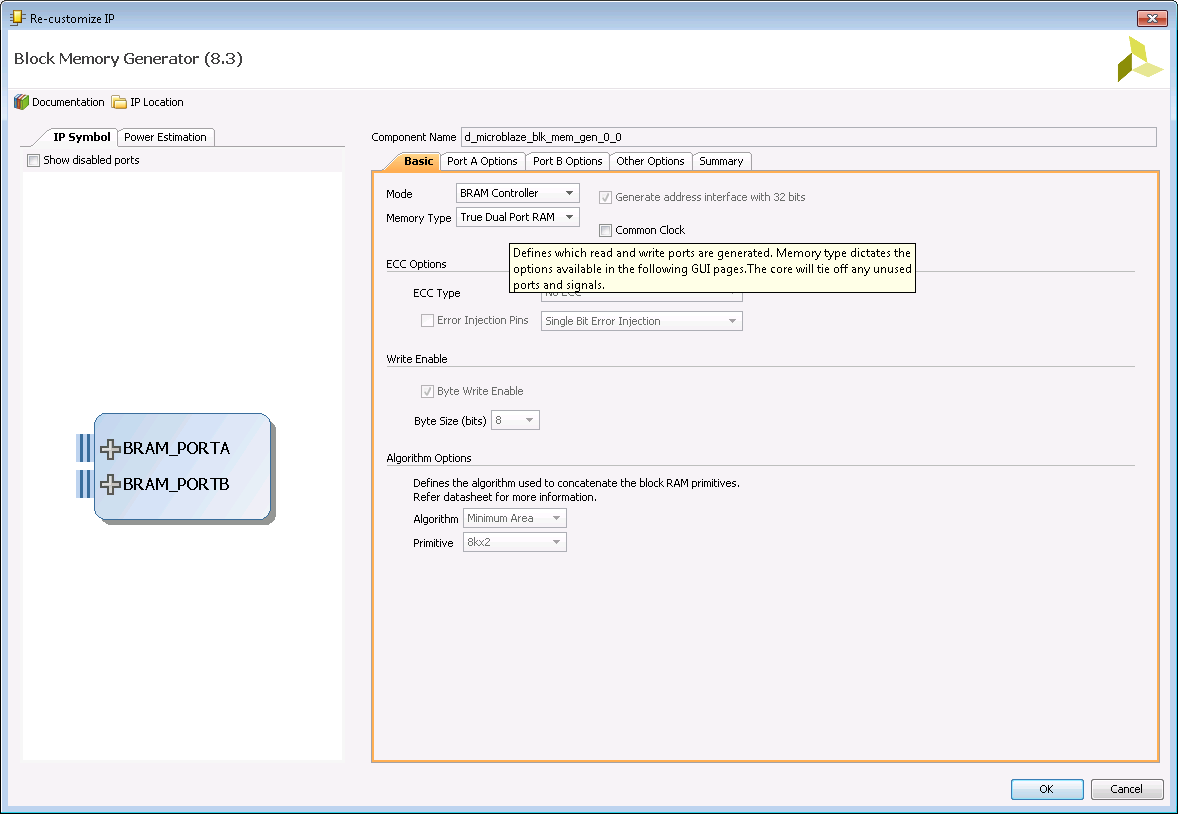 Re-customize IP
Block Memory Generator (8.3)
Documentation IP Location
IP Symbol Power Estimation
Show disabled ports
BRAM_PORTA
BRAM_PORTB
Component Name d_microblaze_blk_mem_gen_0_0
Basic Port A Options Port B Options Other Options Summary
Mode BRAM Controller Generate address interface with 32 bits
Memory Type True Dual Port RAM
Common Clock
Defines which read and write ports are generated. Memory type dictates the
options available in the following GUI pages.The core will tie off any unused
ports and signals.
ECC Options
ECC Type No ECC
Error Injection Pins Single Bit Error Injection
Write Enable
Byte Write Enable
Byte Size (bits) 8
Algorithm Options
Defines the algorithm used to concatenate the block RAM primitives.
Refer datasheet for more information.
Algorithm Minimum Area
Primitive 8kx2
OK Cancel